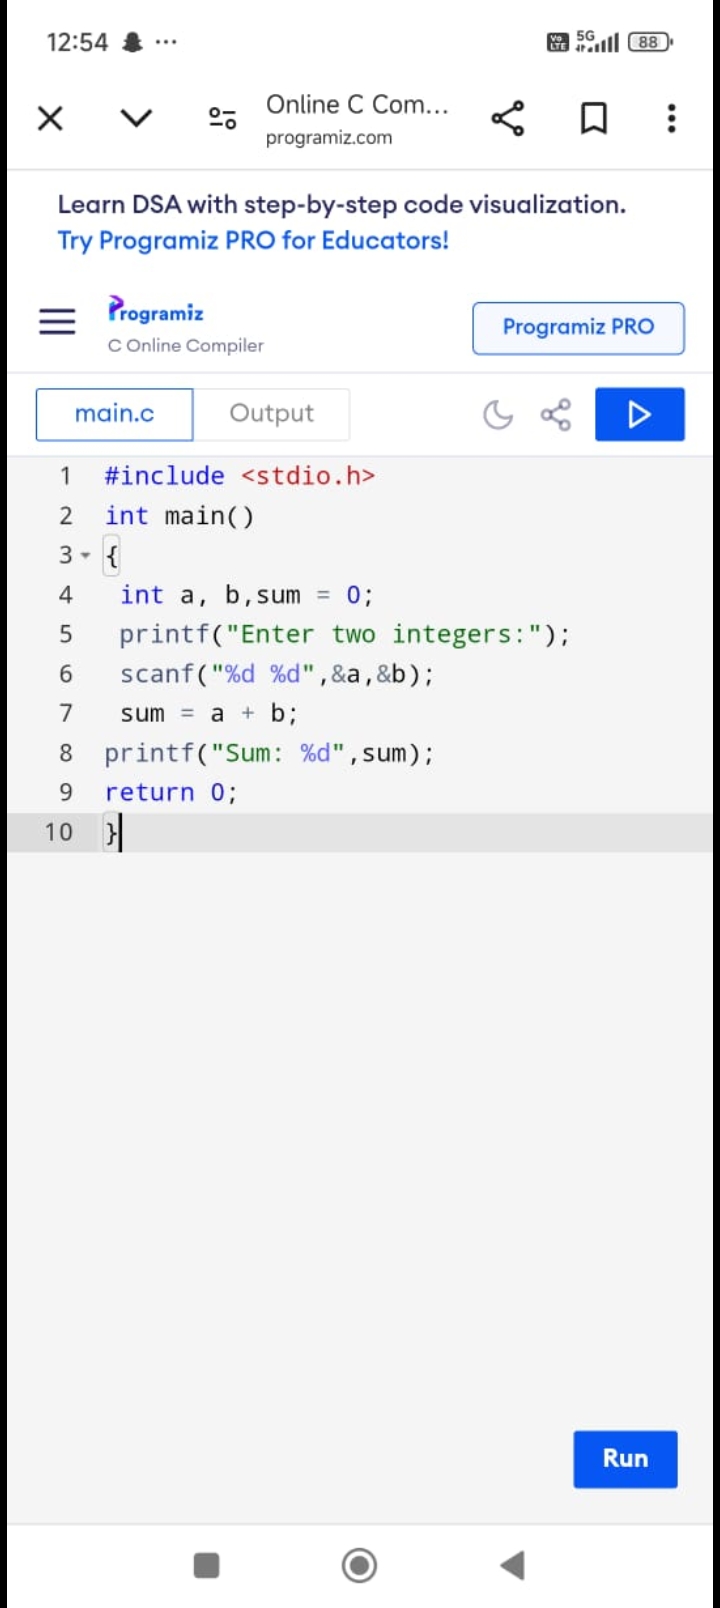 12:54 ...
Vo LTE 5G 88
Online C Com...
programiz.com
Learn DSA with step-by-step code visualization.
Try Programiz PRO for Educators!
Programiz
C Online Compiler
Programiz PRO
main.c
Output
1 #include <stdio.h>
2 int main()
3 {
4  int a, b,sum = 0;
5  printf("Enter two integers:");
6  scanf("%d %d",&a,&b);
7  sum = a + b;
8 printf("Sum: %d",sum);
9 return 0;
10 }
Run